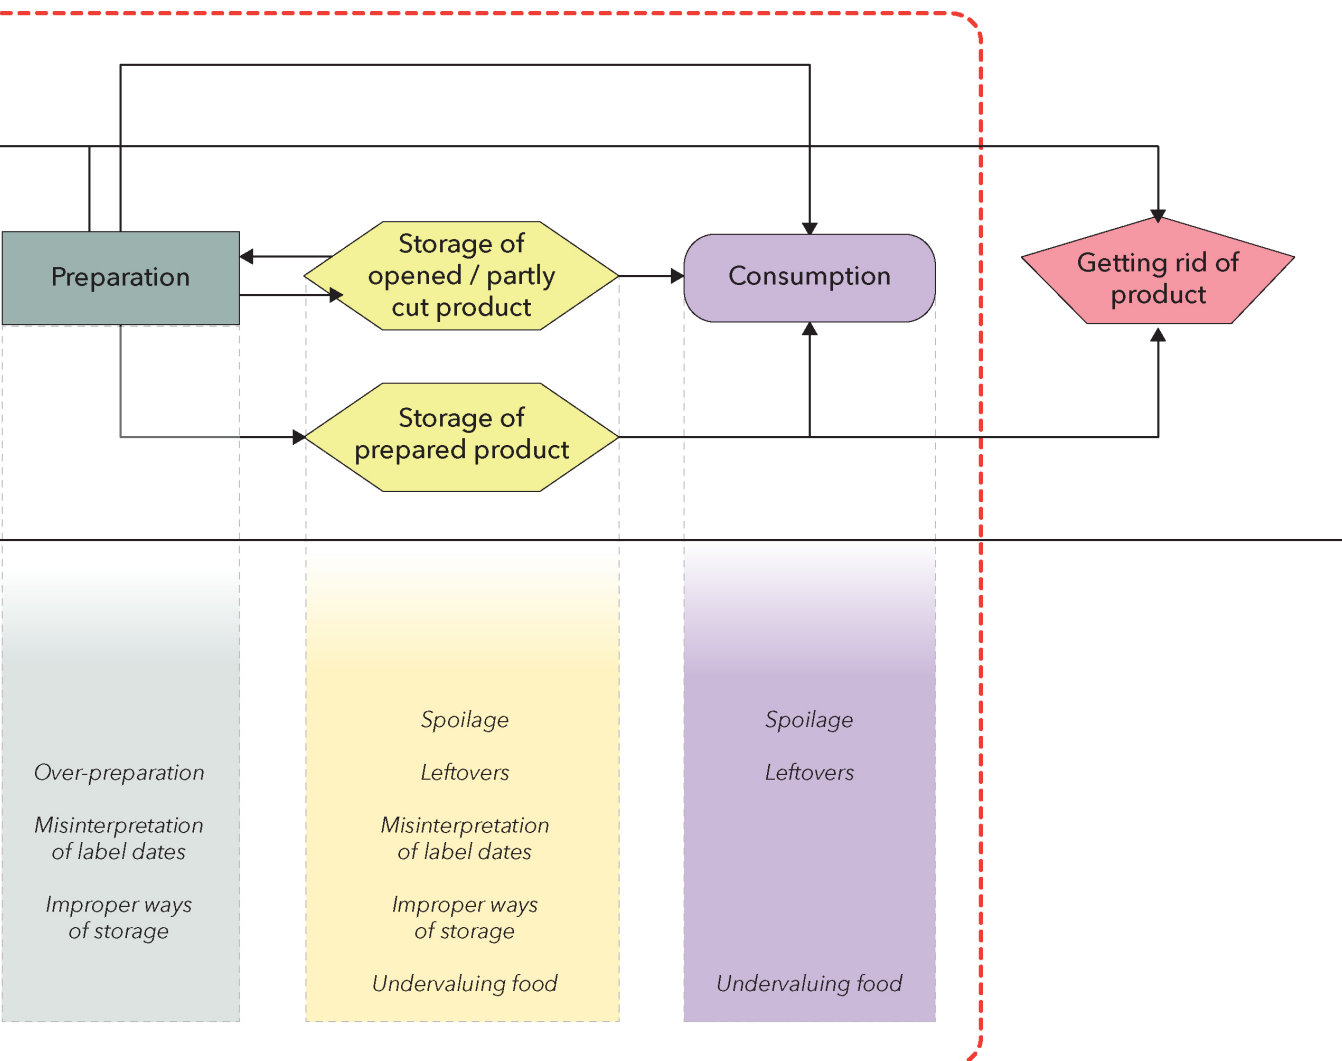 Preparation
Storage of
opened / partly
cut product
Consumption
Getting rid of
product
Storage of
prepared product
Over-preparation
Misinterpretation
of label dates
Improper ways
of storage
Spoilage
Leftovers
Misinterpretation
of label dates
Improper ways
of storage
Undervaluing food
Spoilage
Leftovers
Undervaluing food